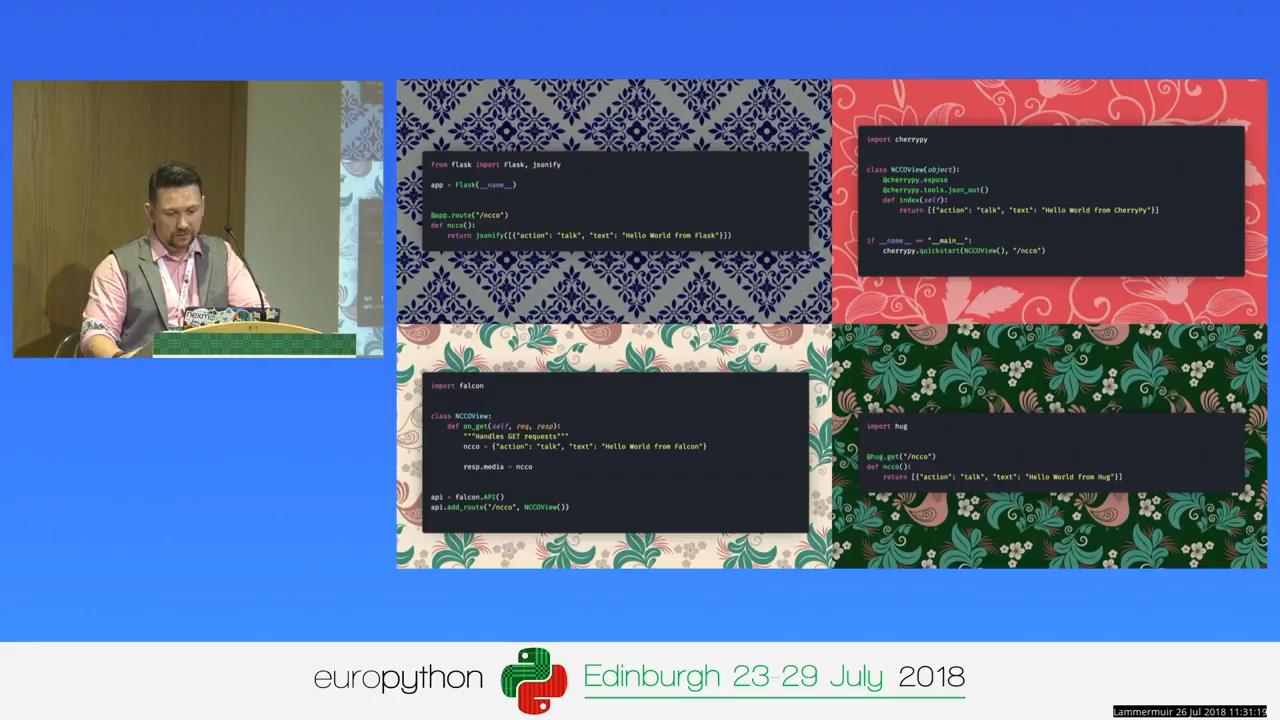 nexmo
from flask import Flask, jsonify
app = Flask(__name__)
@app.route("/ncco")
def ncco():
return jsonify([{"action": "talk", "text": "Hello World from Flask"}])
import cherrypy
class NCCOView(object):
@cherrypy.expose
@cherrypy.tools.json_out()
def index(self):
return [{"action": "talk", "text": "Hello World from CherryPy"}]
if __name__ == "__main__":
cherrypy.quickstart(NCCOView(), "/ncco")
import falcon
class NCCOView:
def on_get(self, req, resp):
"""Handles GET requests"""
ncco = {"action": "talk", "text": "Hello World from Falcon"}
resp.media = ncco
api = falcon.API()
api.add_route("/ncco", NCCOView())
import hug
@hug.get("/ncco")
def ncco():
return [{"action": "talk", "text": "Hello World from Hug"}]
europython
Edinburgh 23-29 July 2018
Lammermuir 26 Jul 2018 11:31:19